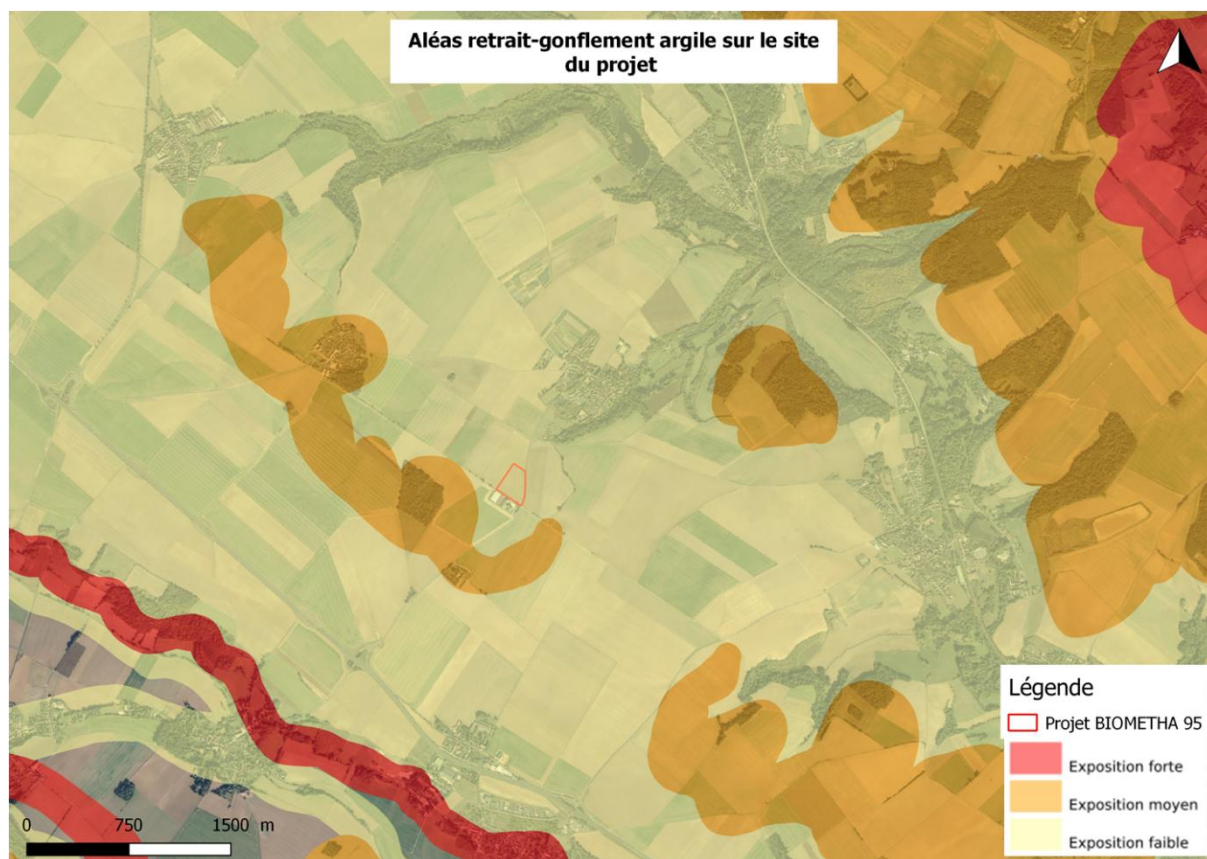 Aléas retrait-gonflement argile sur le site
du projet
Légende
Projet BIOMETHA 95
Exposition forte
Exposition moyen
Exposition faible
0 750 1500 m